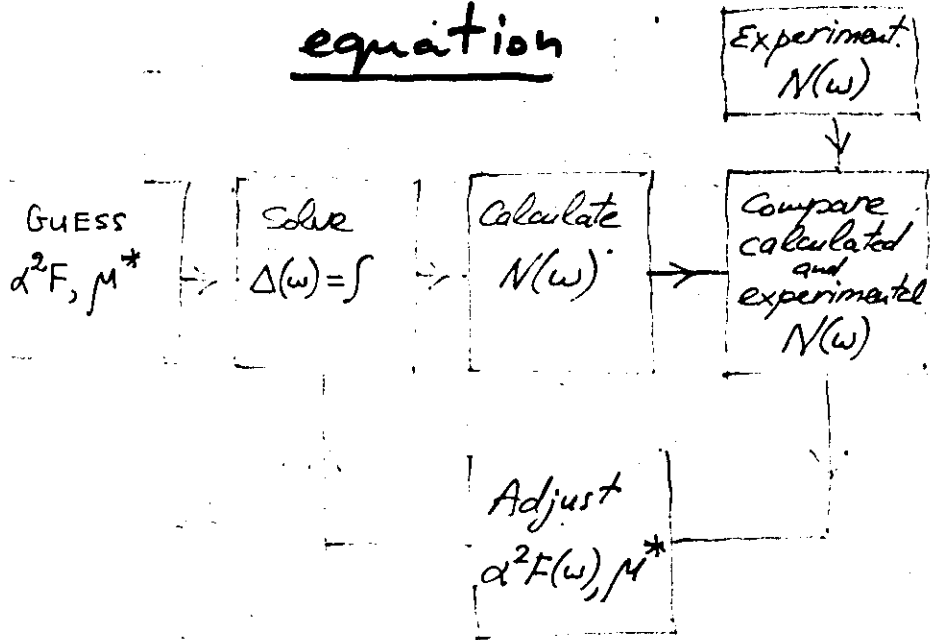 equation
Experiment.
N(ω)
GUESS
α²F, μ*
Solve
Δ(ω) = ∫
Calculate
N(ω)
Compare
calculated
and
experimental
N(ω)
Adjust
α²F(ω), μ*